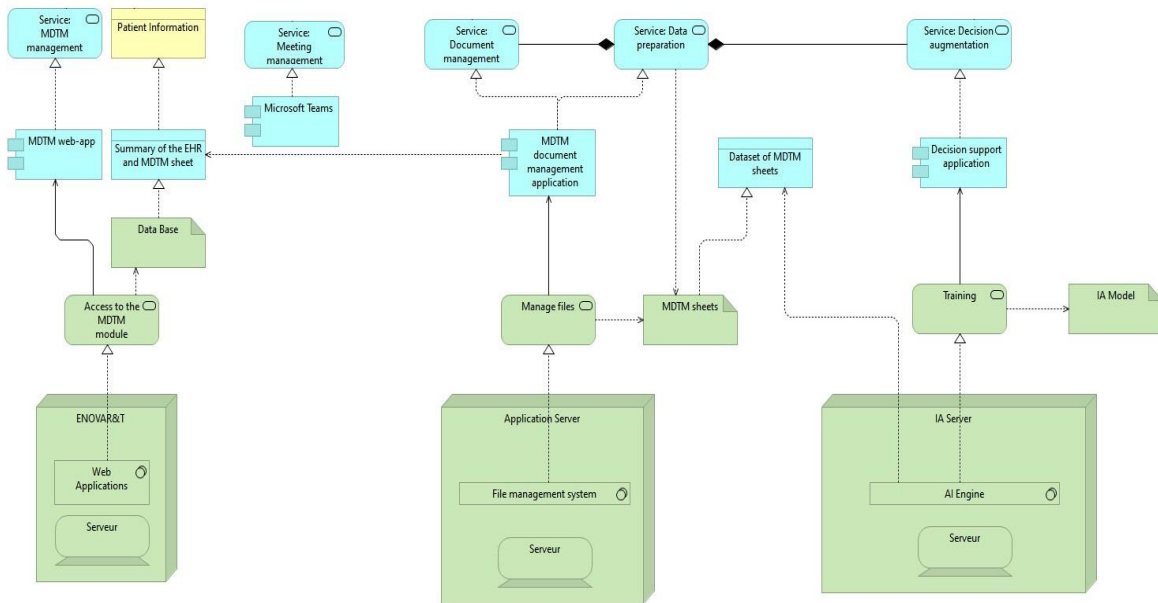 Service:
MDTM
management
Patient Information
Service:
Meeting
management
Service:
Document
management
Service: Data
preparation
Service: Decision
augmentation
MDTM web-app
Summary of the EHR
and MDTM sheet
Microsoft Teams
MDTM
document
management
application
Dataset of MDTM
sheets
Decision support
application
Data Base
Access to the
MDTM
module
Manage files
MDTM sheets
Training
IA Model
ENOVAR&T
Web
Applications
Serveur
Application Server
File management system
Serveur
IA Server
AI Engine
Serveur